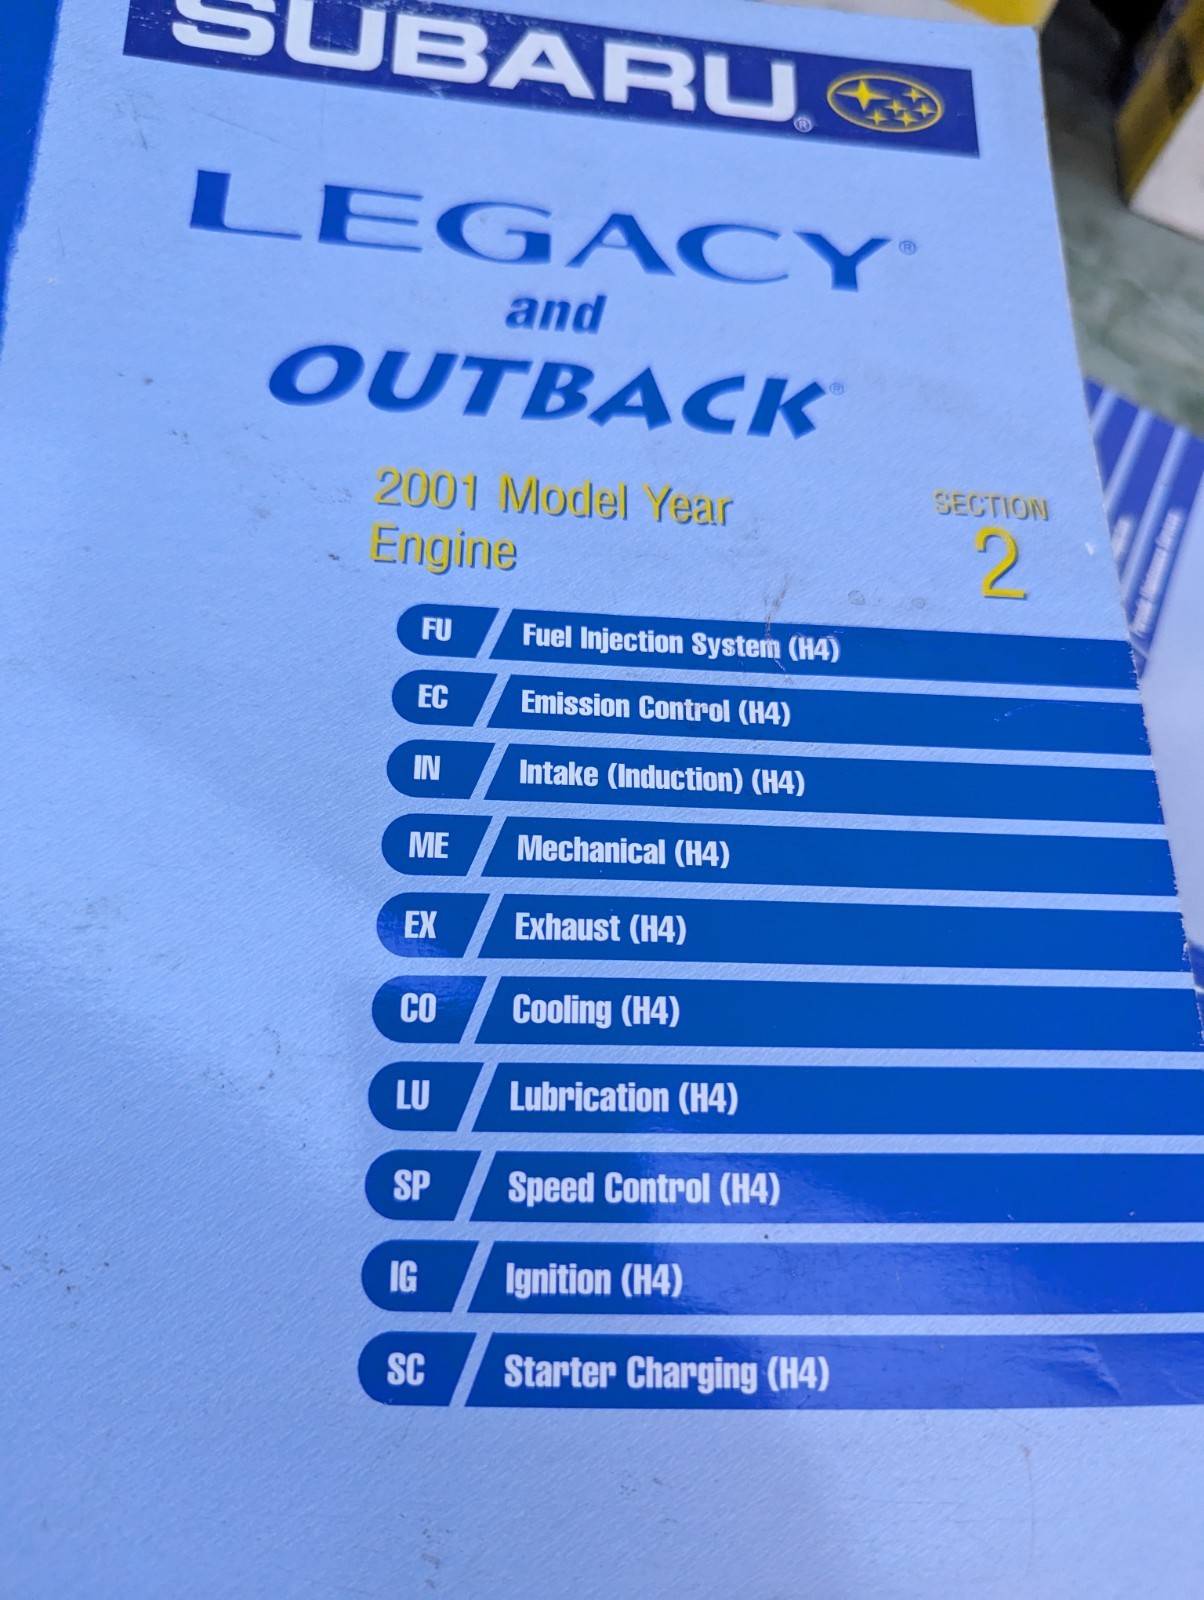 SUBARU®
LEGACY®
and
OUTBACK®
2001 Model Year
Engine
SECTION
2
FU Fuel Injection System (H4)
EC Emission Control (H4)
IN Intake (Induction) (H4)
ME Mechanical (H4)
EX Exhaust (H4)
CO Cooling (H4)
LU Lubrication (H4)
SP Speed Control (H4)
IG Ignition (H4)
SC Starter Charging (H4)